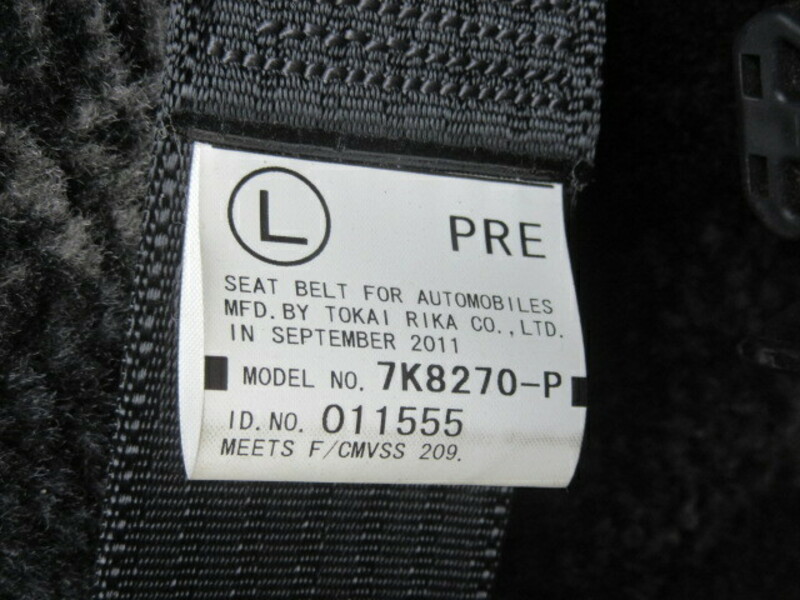 L PRE
SEAT BELT FOR AUTOMOBILES
MFD. BY TOKAI RIKA CO., LTD.
IN SEPTEMBER 2011
MODEL NO. 7K8270-P
ID. NO. 011555
MEETS F/CMVSS 209.